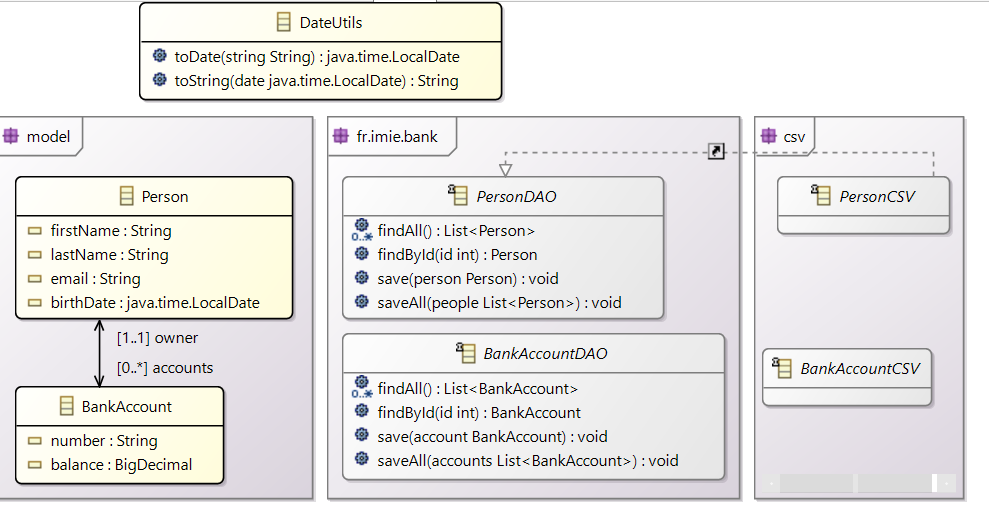 DateUtils
toDate(string String) : java.time.LocalDate
toString(date java.time.LocalDate) : String
model
Person
firstName : String
lastName : String
email : String
birthDate : java.time.LocalDate
[1..1] owner
[0..*] accounts
BankAccount
number : String
balance : BigDecimal
fr.imie.bank
PersonDAO
0..*
findAll() : List<Person>
findById(id int) : Person
save(person Person) : void
saveAll(people List<Person>) : void
BankAccountDAO
0..*
findAll() : List<BankAccount>
findById(id int) : BankAccount
save(account BankAccount) : void
saveAll(accounts List<BankAccount>) : void
csv
PersonCSV
BankAccountCSV